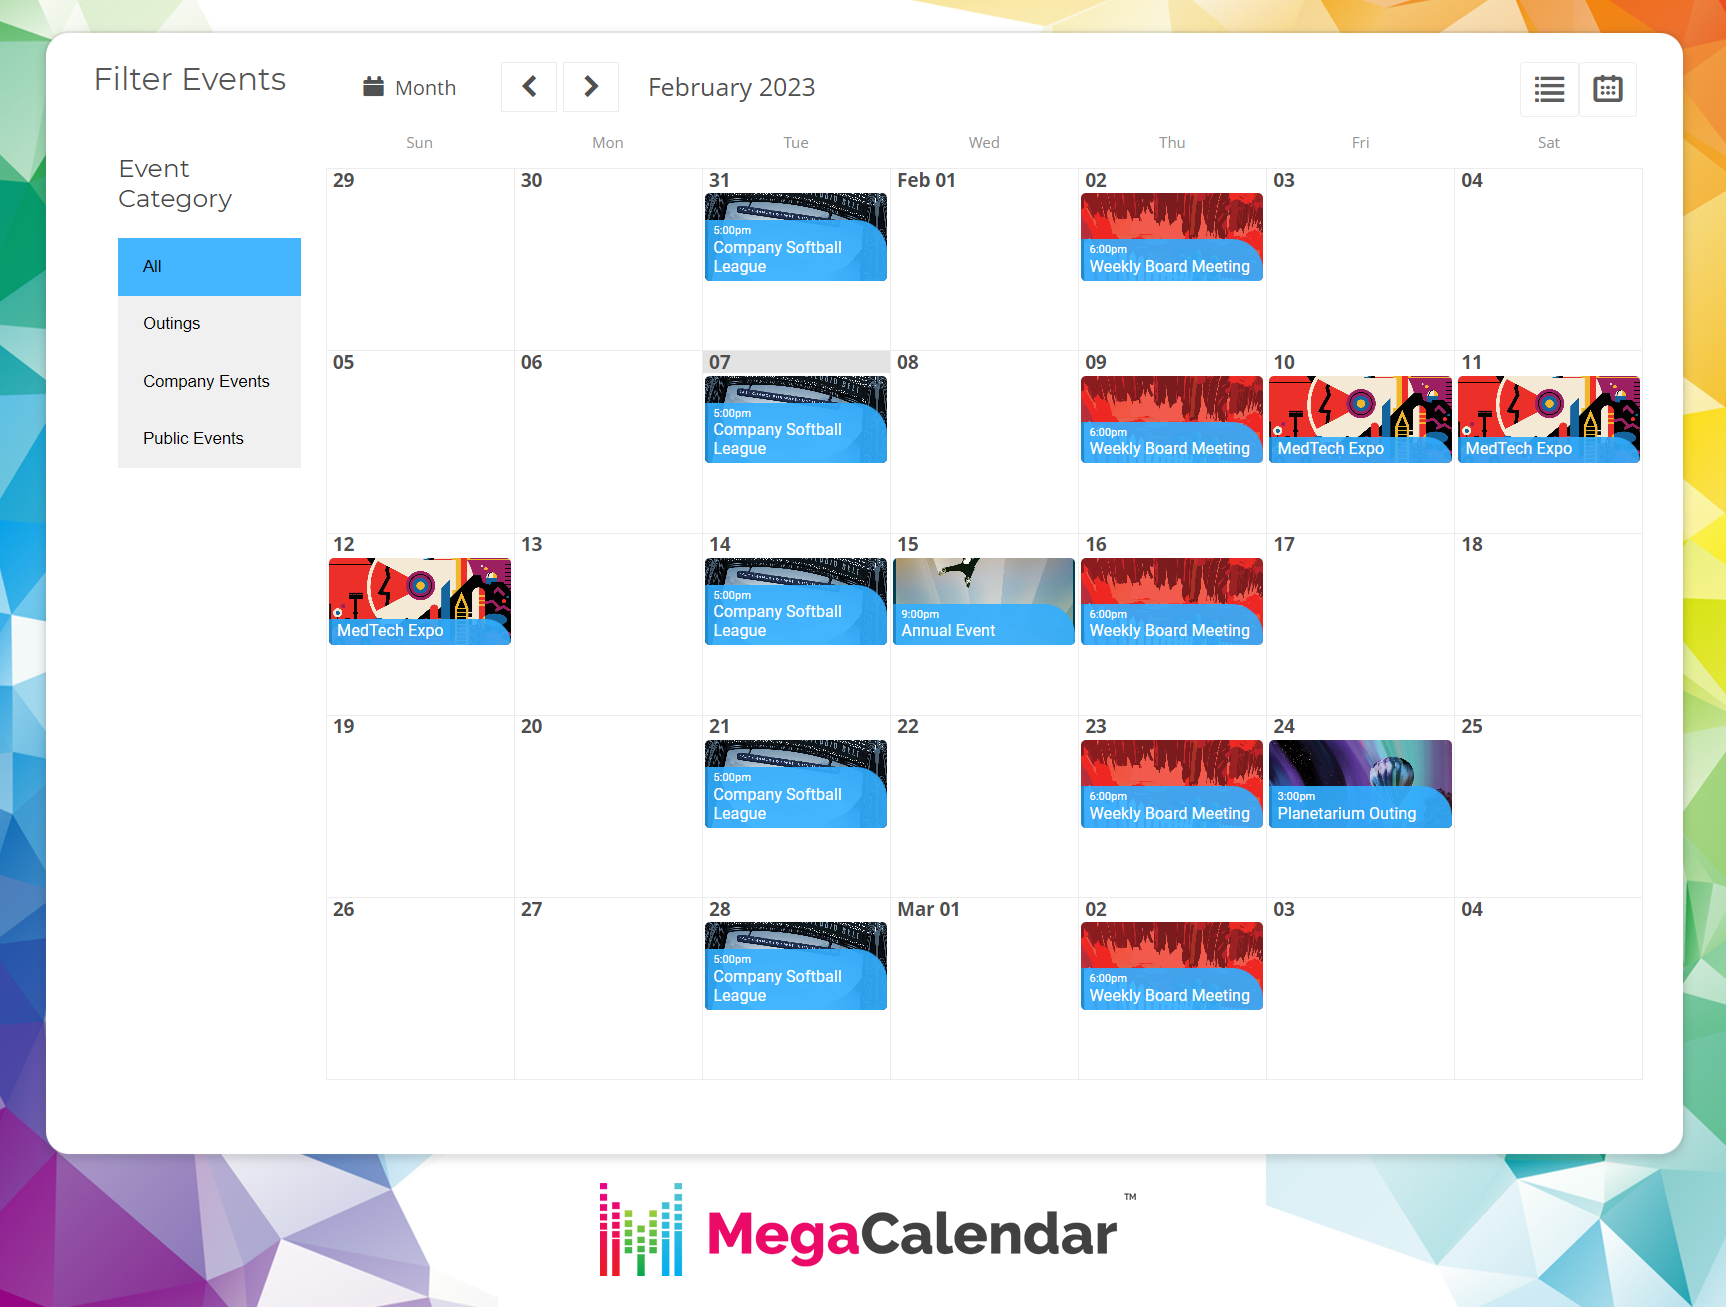 Filter Events
Month
February 2023
Event
Category
All
Outings
Company Events
Public Events
Sun Mon Tue Wed Thu Fri Sat
29 30 31 Feb 01 02 03 04
5:00pm
Company Softball
League
6:00pm
Weekly Board Meeting
05 06 07 08 09 10 11
5:00pm
Company Softball
League
6:00pm
Weekly Board Meeting
MedTech Expo
MedTech Expo
12 13 14 15 16 17 18
MedTech Expo
5:00pm
Company Softball
League
9:00pm
Annual Event
6:00pm
Weekly Board Meeting
19 20 21 22 23 24 25
5:00pm
Company Softball
League
6:00pm
Weekly Board Meeting
3:00pm
Planetarium Outing
26 27 28 Mar 01 02 03 04
5:00pm
Company Softball
League
6:00pm
Weekly Board Meeting
MegaCalendar™